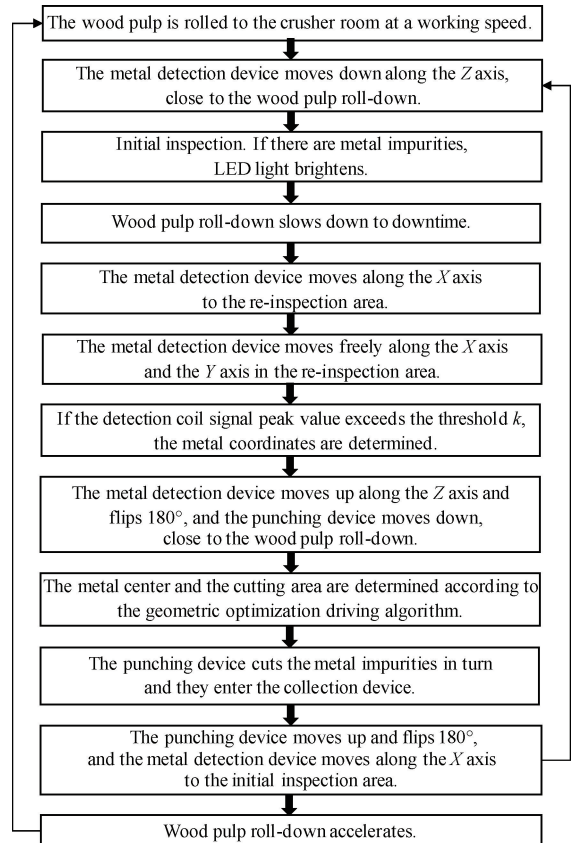 The wood pulp is rolled to the crusher room at a working speed.
The metal detection device moves down along the Z axis,
close to the wood pulp roll-down.
Initial inspection. If there are metal impurities,
LED light brightens.
Wood pulp roll-down slows down to downtime.
The metal detection device moves along the X axis
to the re-inspection area.
The metal detection device moves freely along the X axis
and the Y axis in the re-inspection area.
If the detection coil signal peak value exceeds the threshold k,
the metal coordinates are determined.
The metal detection device moves up along the Z axis and
flips 180°, and the punching device moves down,
close to the wood pulp roll-down.
The metal center and the cutting area are determined according to
the geometric optimization driving algorithm.
The punching device cuts the metal impurities in turn
and they enter the collection device.
The punching device moves up and flips 180°,
and the metal detection device moves along the X axis
to the initial inspection area.
Wood pulp roll-down accelerates.